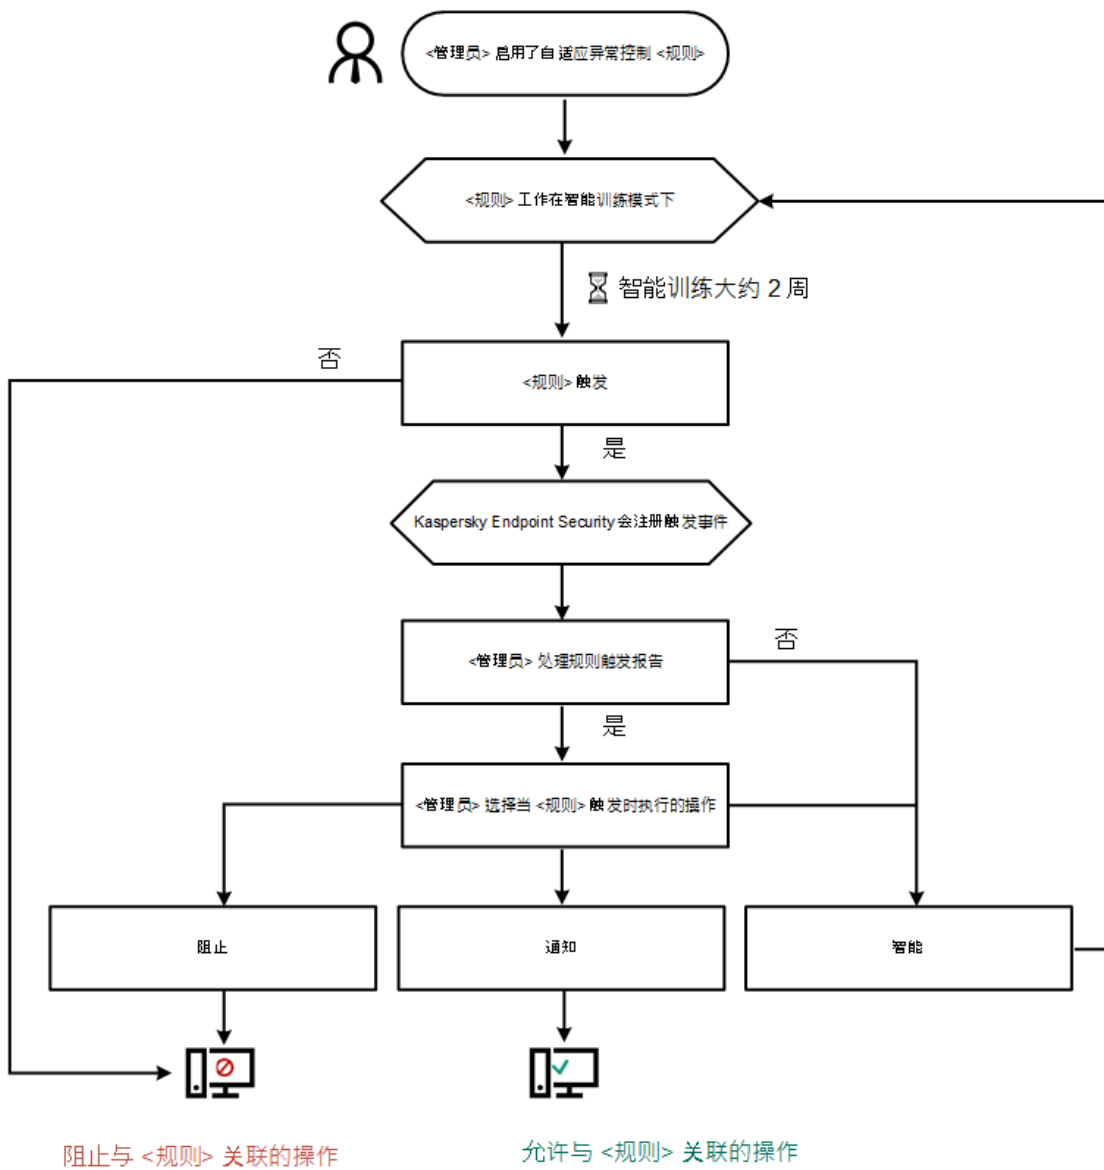 <管理员> 启用了自适应异常控制 <规则>
<规则> 工作在智能训练模式下
智能训练大约 2 周
否
<规则> 触发
是
Kaspersky Endpoint Security 会注册触发事件
否
<管理员> 处理规则触发报告
是
<管理员> 选择当 <规则> 触发时执行的操作
阻止
通知
智能
阻止与 <规则> 关联的操作
允许与 <规则> 关联的操作